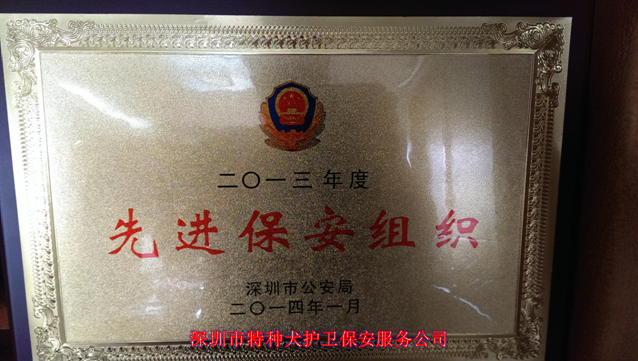 二〇一三年度
先进保安组织
深圳市公安局
二〇一四年一月
深圳市特种犬护卫保安服务公司